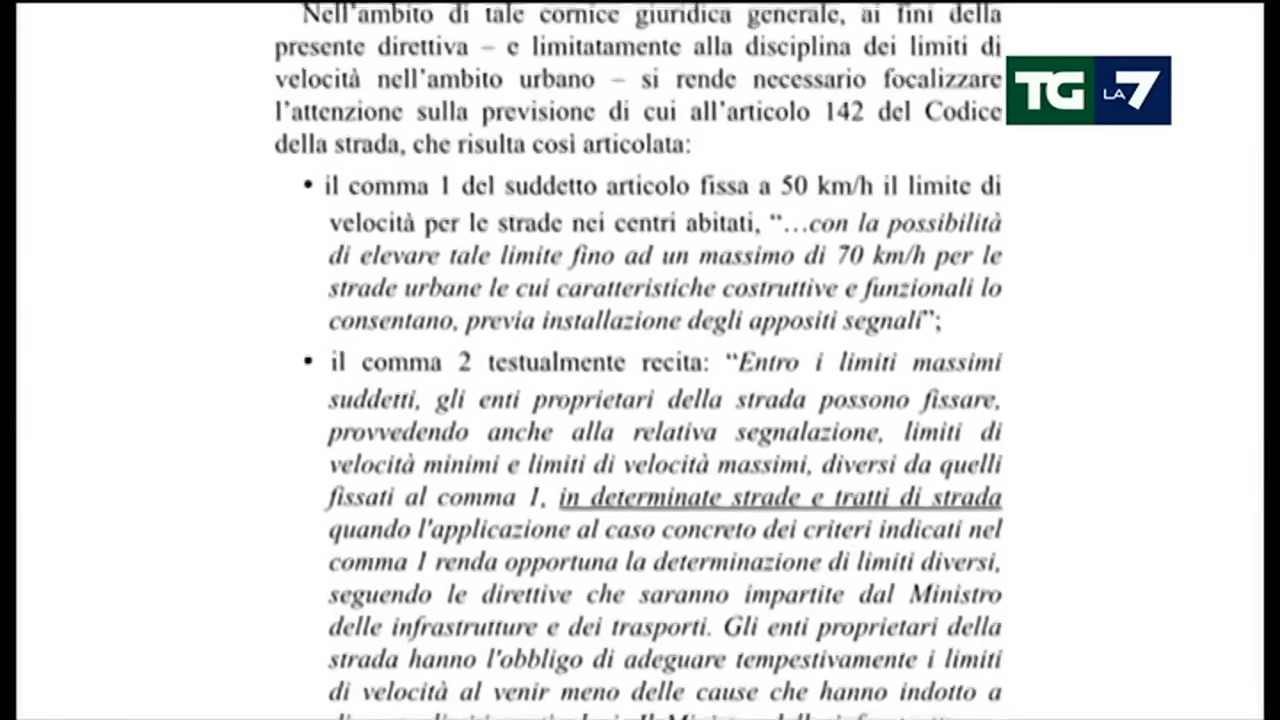 Nell'ambito di tale cornice giuridica generale, ai fini della
presente direttiva – e limitatamente alla disciplina dei limiti di
velocità nell'ambito urbano – si rende necessario focalizzare
l'attenzione sulla previsione di cui all'articolo 142 del Codice
della strada, che risulta così articolata:
TG LA7
• il comma 1 del suddetto articolo fissa a 50 km/h il limite di
velocità per le strade nei centri abitati, “…con la possibilità
di elevare tale limite fino ad un massimo di 70 km/h per le
strade urbane le cui caratteristiche costruttive e funzionali lo
consentano, previa installazione degli appositi segnali”;
• il comma 2 testualmente recita: “Entro i limiti massimi
suddetti, gli enti proprietari della strada possono fissare,
provvedendo anche alla relativa segnalazione, limiti di
velocità minimi e limiti di velocità massimi, diversi da quelli
fissati al comma 1, in determinate strade e tratti di strada
quando l'applicazione al caso concreto dei criteri indicati nel
comma 1 renda opportuna la determinazione di limiti diversi,
seguendo le direttive che saranno impartite dal Ministro
delle infrastrutture e dei trasporti. Gli enti proprietari della
strada hanno l'obbligo di adeguare tempestivamente i limiti
di velocità al venir meno delle cause che hanno indotto a